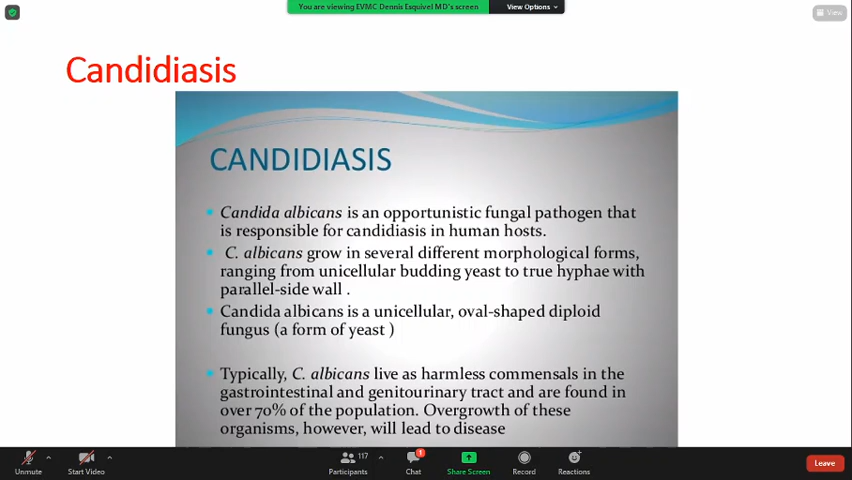 You are viewing EVMC Dennis Esquivel MD's screen
View Options
View
Candidiasis
CANDIDIASIS
Candida albicans is an opportunistic fungal pathogen that
is responsible for candidiasis in human hosts.
C. albicans grow in several different morphological forms,
ranging from unicellular budding yeast to true hyphae with
parallel-side wall .
Candida albicans is a unicellular, oval-shaped diploid
fungus (a form of yeast )
Typically, C. albicans live as harmless commensals in the
gastrointestinal and genitourinary tract and are found in
over 70% of the population. Overgrowth of these
organisms, however, will lead to disease
Unmute
Start Video
117
Participants
1
Chat
Share Screen
Record
Reactions
Leave